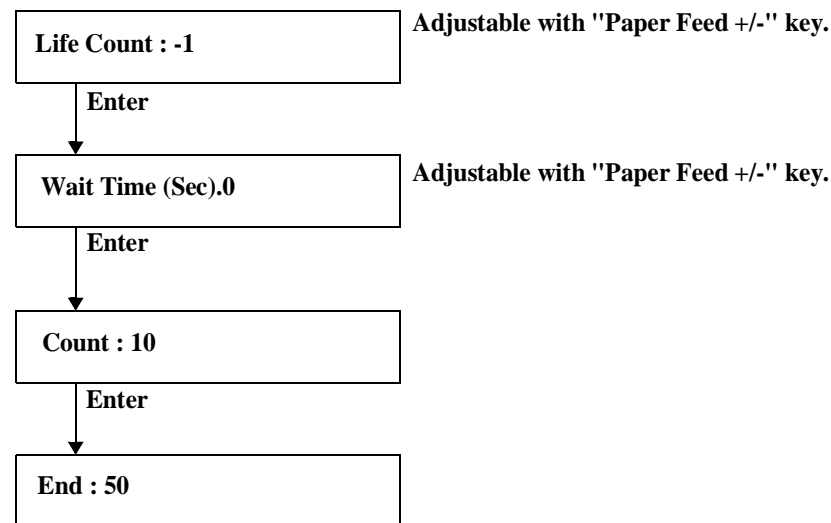 Life Count : -1
Adjustable with "Paper Feed +/-" key.
Enter
Wait Time (Sec).0
Adjustable with "Paper Feed +/-" key.
Enter
Count : 10
Enter
End : 50